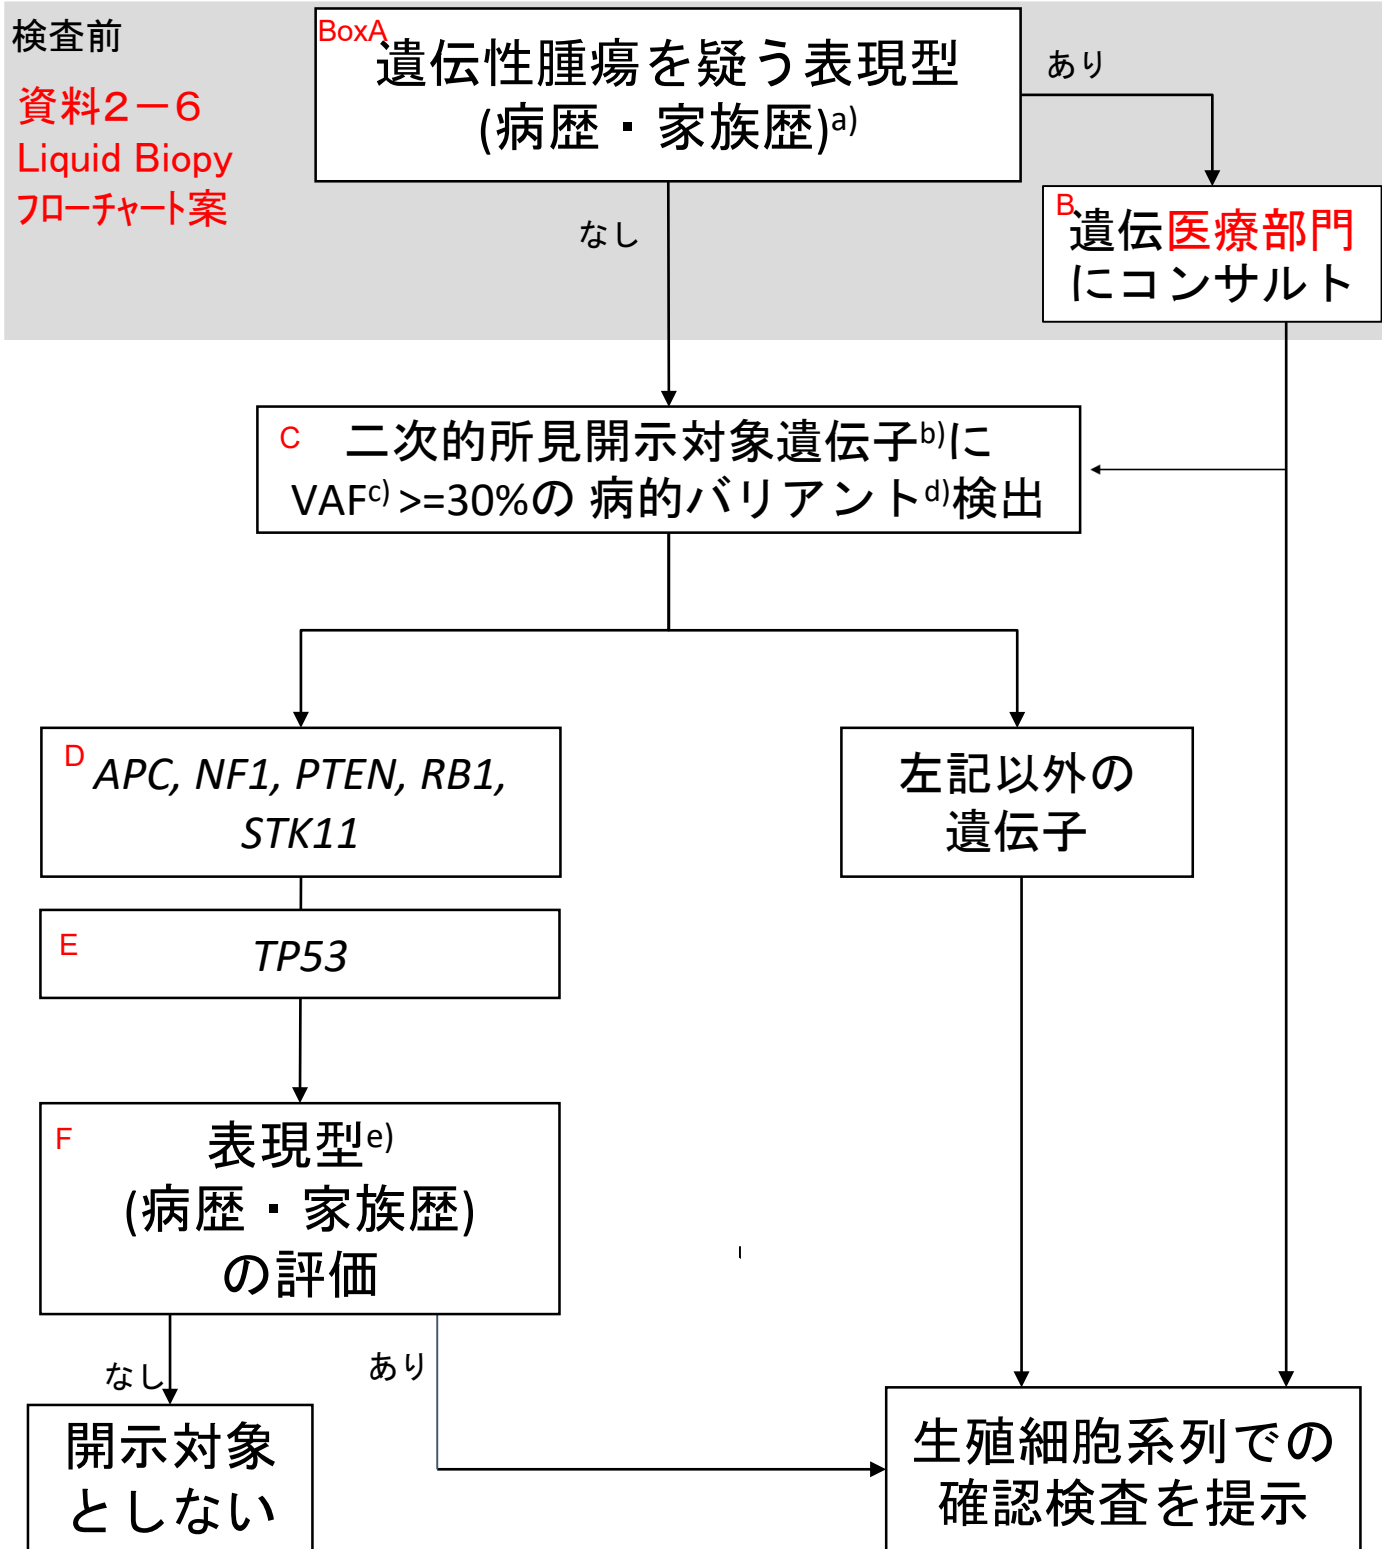 検査前
資料2－6
Liquid Biopy
フローチャート案
BoxA
遺伝性腫瘍を疑う表現型
(病歴・家族歴)a)
あり
なし
B
遺伝医療部門
にコンサルト
C
二次的所見開示対象遺伝子b)に
VAFc) >=30%の 病的バリアントd)検出
D
APC, NF1, PTEN, RB1,
STK11
左記以外の
遺伝子
E
TP53
F
表現型e)
(病歴・家族歴)
の評価
なし
あり
開示対象
としない
生殖細胞系列での
確認検査を提示